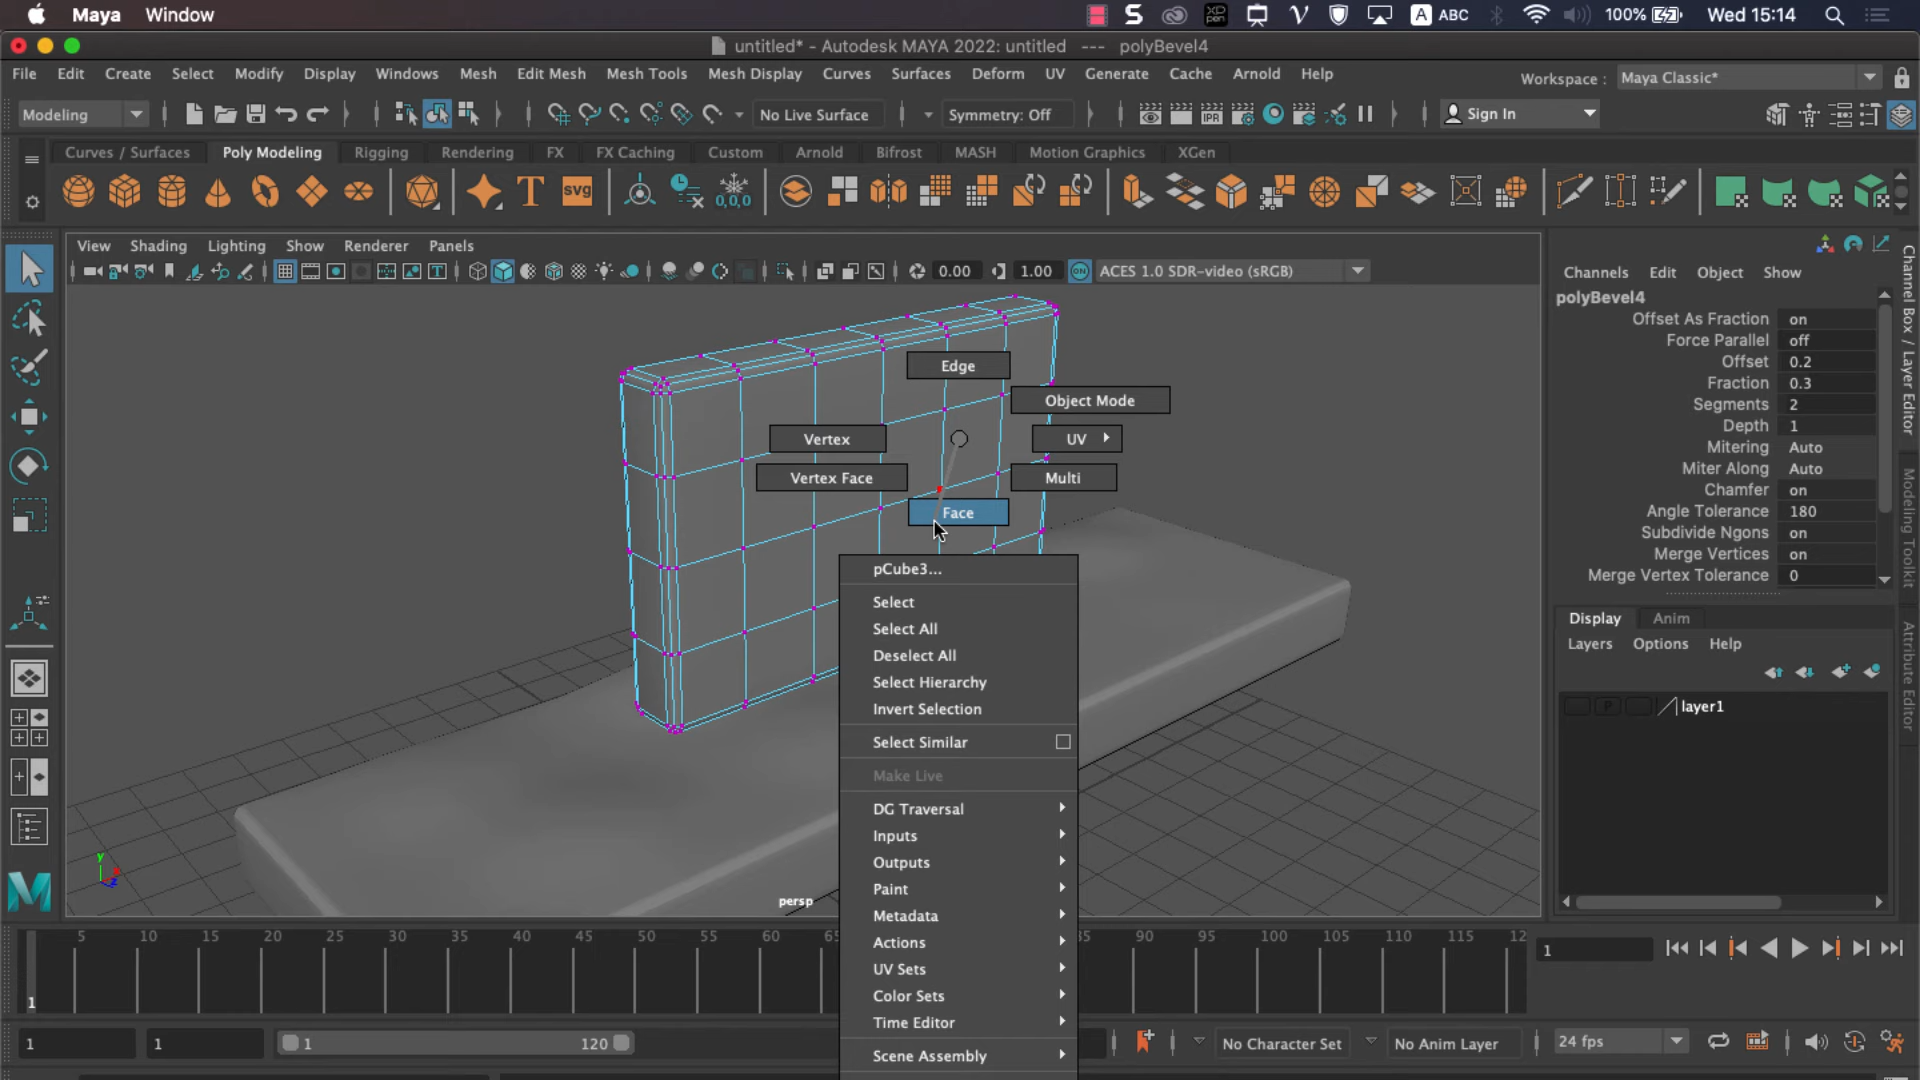 Maya Window A ABC 100% Wed 15:14
untitled* - Autodesk MAYA 2022: untitled --- polyBevel4
File Edit Create Select Modify Display Windows Mesh Edit Mesh Mesh Tools Mesh Display Curves Surfaces Deform UV Generate Cache Arnold Help Workspace : Maya Classic*
Modeling No Live Surface Symmetry: Off IPR Sign In
Curves / Surfaces Poly Modeling Rigging Rendering FX FX Caching Custom Arnold Bifrost MASH Motion Graphics XGen
T svg 0,0,0
View Shading Lighting Show Renderer Panels
0.00 1.00 ON ACES 1.0 SDR-video (sRGB)
Channels Edit Object Show
polyBevel4
Offset As Fraction on
Force Parallel off
Offset 0.2
Fraction 0.3
Segments 2
Depth 1
Mitering Auto
Miter Along Auto
Chamfer on
Angle Tolerance 180
Subdivide Ngons on
Merge Vertices on
Merge Vertex Tolerance 0
Channel Box / Layer Editor
Modeling Toolkit
Attribute Editor
Display Anim
Layers Options Help
P layer1
Edge
Object Mode
Vertex
UV
Vertex Face
Multi
Face
pCube3...
Select
Select All
Deselect All
Select Hierarchy
Invert Selection
Select Similar
Make Live
DG Traversal
Inputs
Outputs
Paint
Metadata
Actions
UV Sets
Color Sets
Time Editor
Scene Assembly
y
z
persp
5 10 15 20 25 30 35 40 45 50 55 60 85 90 95 100 105 110 115 12
1
1
1 1 1 120 No Character Set No Anim Layer 24 fps